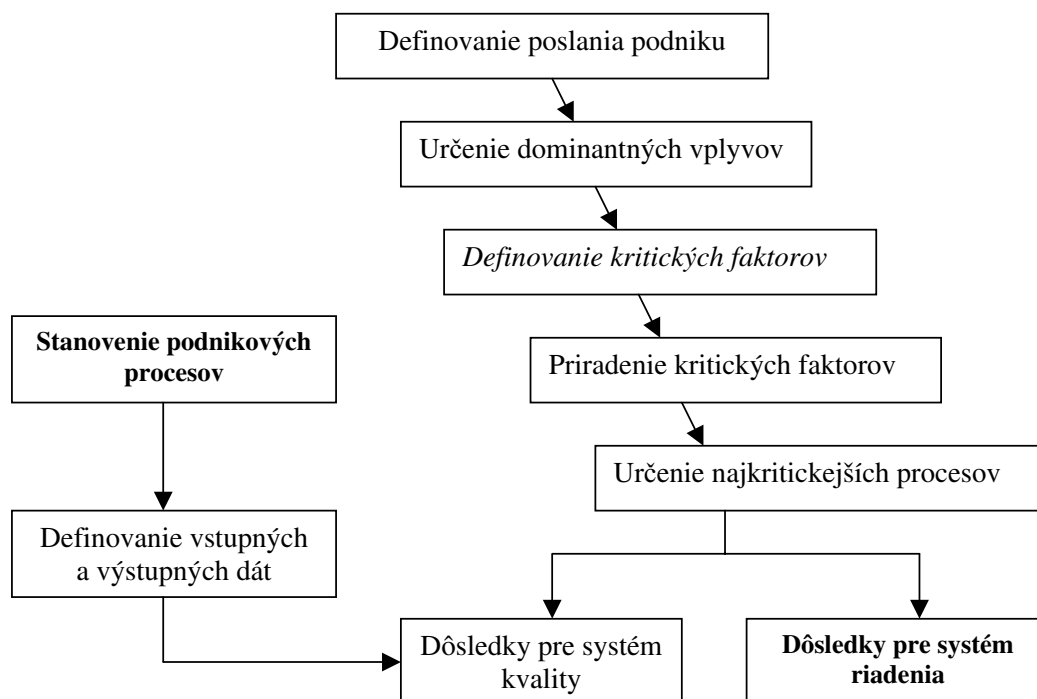 Definovanie poslania podniku
Určenie dominantných vplyvov
Definovanie kritických faktorov
Stanovenie podnikových
procesov
Priradenie kritických faktorov
Určenie najkritickejších procesov
Definovanie vstupných
a výstupných dát
Dôsledky pre systém
kvality
Dôsledky pre systém
riadenia